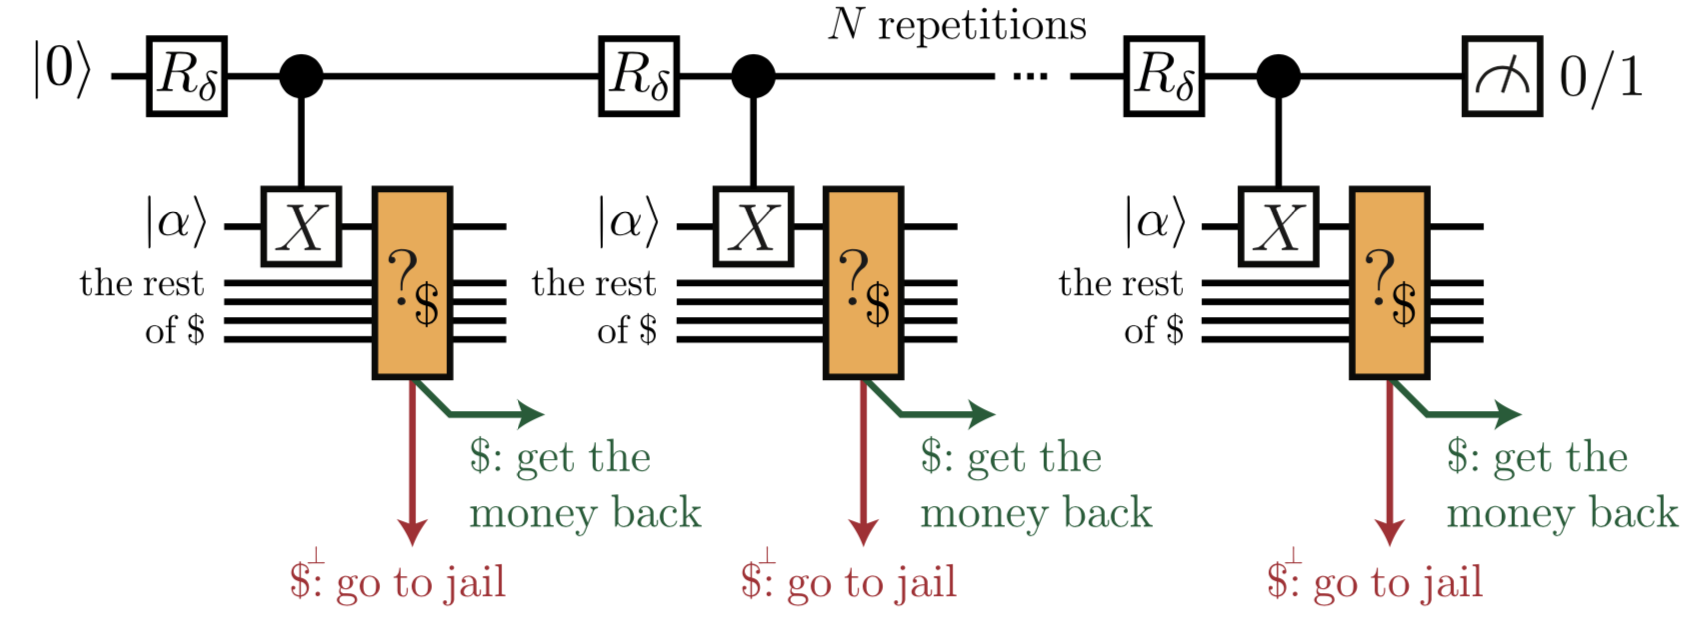 N repetitions
|0⟩ R_δ R_δ ... R_δ 0/1
|α⟩ X |α⟩ X |α⟩ X
?$ ?$ ?$
the rest the rest the rest
of $ of $ of $
$: get the $: get the $: get the
money back money back money back
$⊥: go to jail $⊥: go to jail $⊥: go to jail